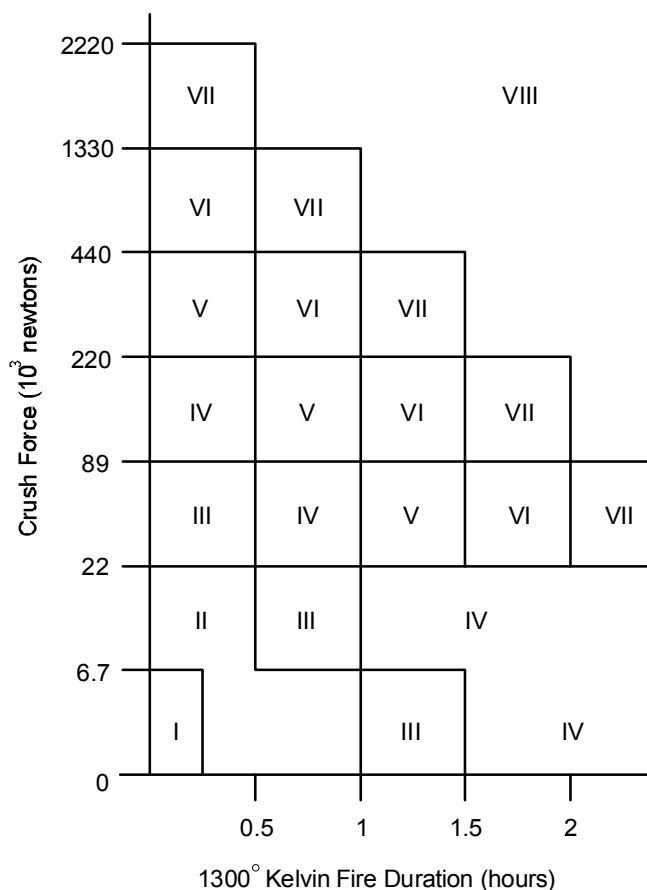 2220
VII VIII
1330
VI VII
440
V VI VII
220
IV V VI VII
89
III IV V VI VII
22
II III IV
6.7
I III IV
0
0.5 1 1.5 2
1300° Kelvin Fire Duration (hours)
Crush Force (10³ newtons)